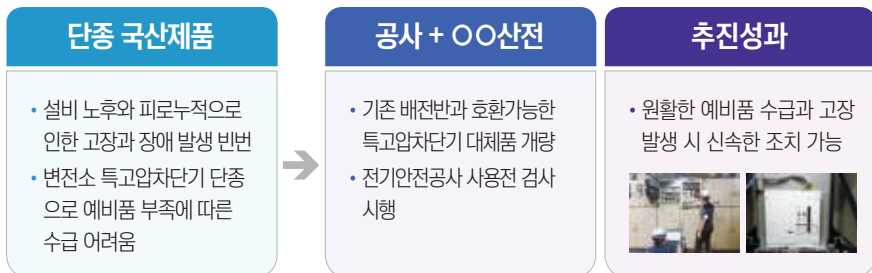 단종 국산제품
• 설비 노후와 피로누적으로
인한 고장과 장애 발생 빈번
• 변전소 특고압차단기 단종
으로 예비품 부족에 따른
수급 어려움
공사 + ○○산전
• 기존 배전반과 호환가능한
특고압차단기 대체품 개량
• 전기안전공사 사용전 검사
시행
추진성과
• 원활한 예비품 수급과 고장
발생 시 신속한 조치 가능